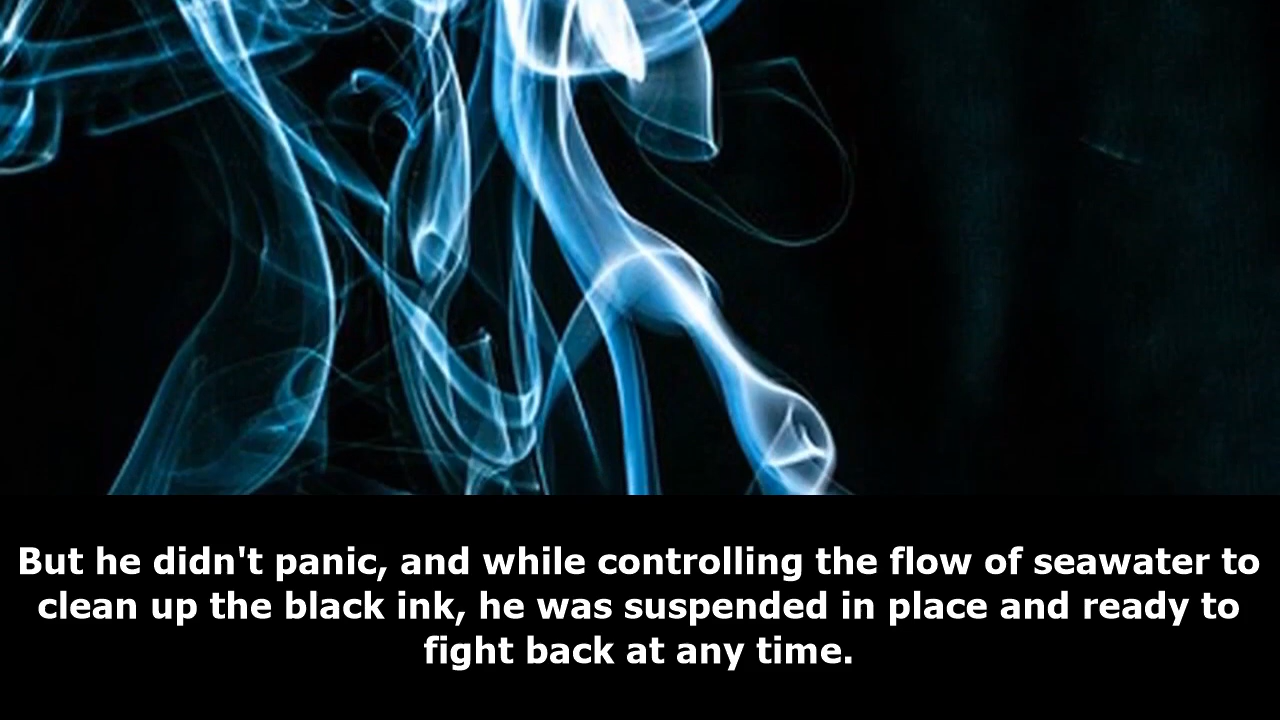 But he didn't panic, and while controlling the flow of seawater to
clean up the black ink, he was suspended in place and ready to
fight back at any time.